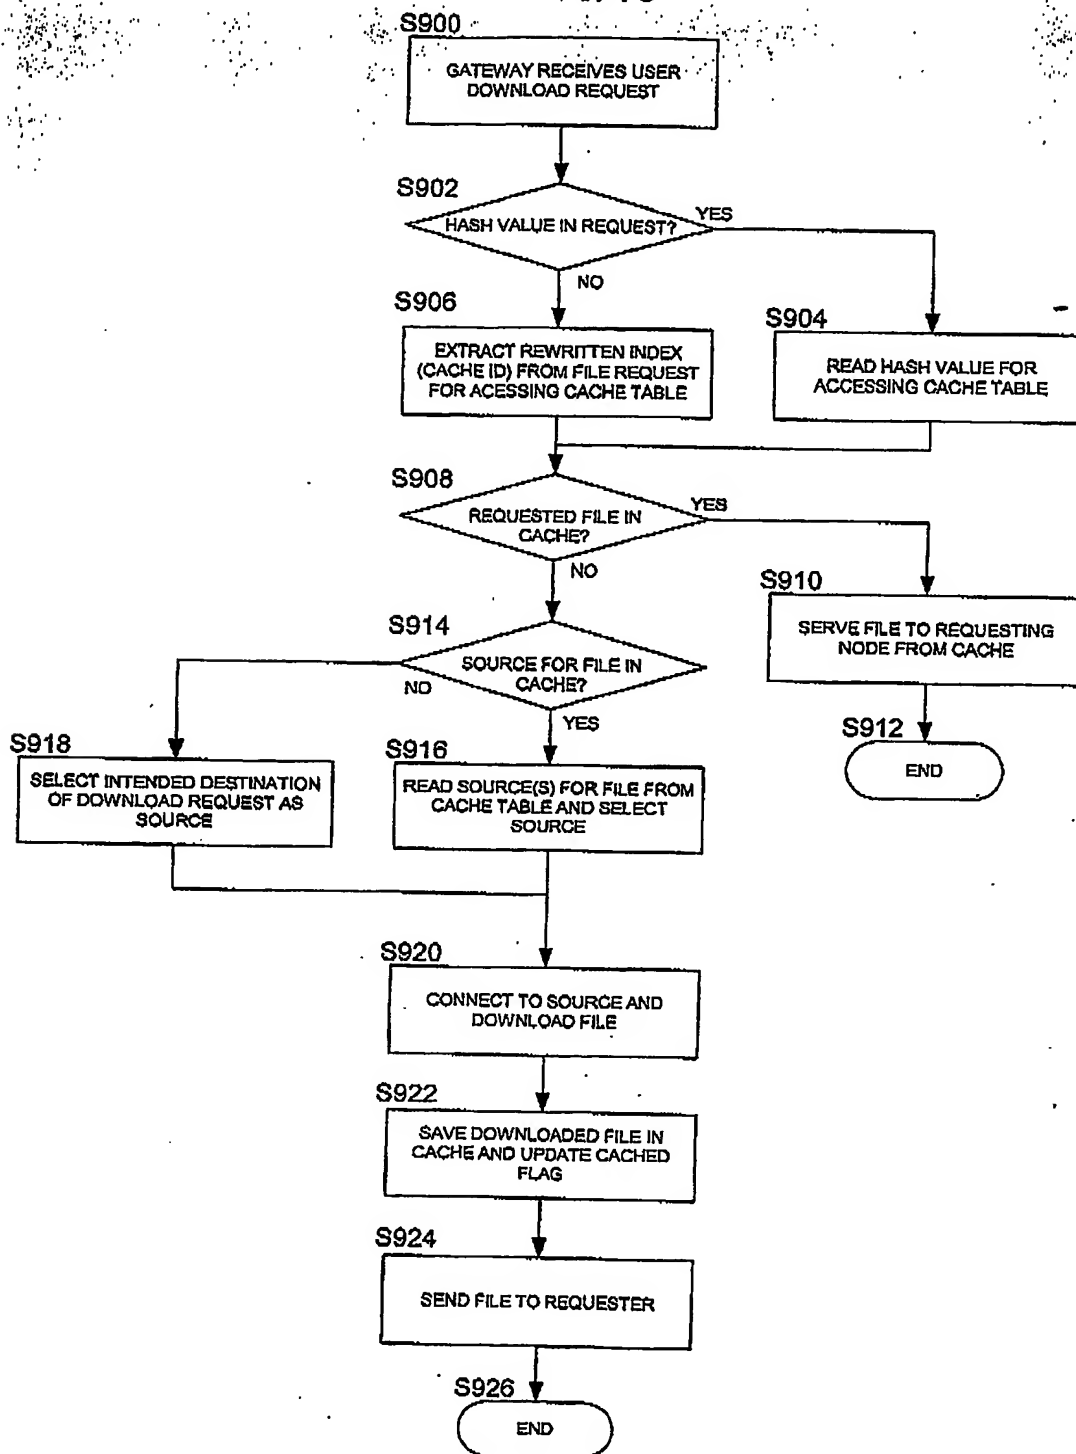 S900
GATEWAY RECEIVES USER
DOWNLOAD REQUEST
S902
HASH VALUE IN REQUEST?
YES
NO
S906
EXTRACT REWRITTEN INDEX
(CACHE ID) FROM FILE REQUEST
FOR ACESSING CACHE TABLE
S904
READ HASH VALUE FOR
ACCESSING CACHE TABLE
S908
REQUESTED FILE IN
CACHE?
YES
NO
S910
SERVE FILE TO REQUESTING
NODE FROM CACHE
S912
END
S914
SOURCE FOR FILE IN
CACHE?
NO
YES
S918
SELECT INTENDED DESTINATION
OF DOWNLOAD REQUEST AS
SOURCE
S916
READ SOURCE(S) FOR FILE FROM
CACHE TABLE AND SELECT
SOURCE
S920
CONNECT TO SOURCE AND
DOWNLOAD FILE
S922
SAVE DOWNLOADED FILE IN
CACHE AND UPDATE CACHED
FLAG
S924
SEND FILE TO REQUESTER
S926
END